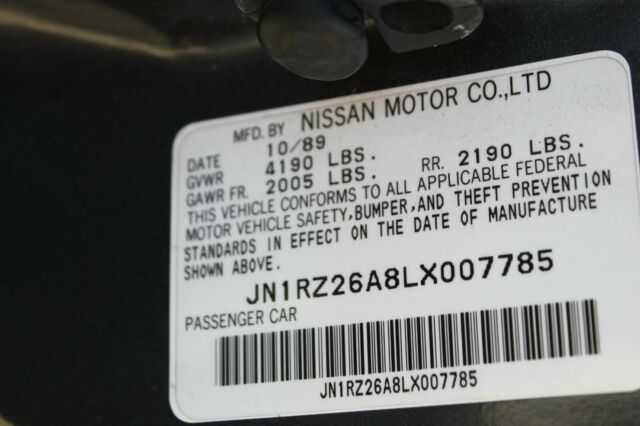 MFD. BY NISSAN MOTOR CO.,LTD
DATE 10/89
GVWR 4190 LBS.
GAWR FR. 2005 LBS. RR. 2190 LBS.
THIS VEHICLE CONFORMS TO ALL APPLICABLE FEDERAL
MOTOR VEHICLE SAFETY, BUMPER, AND THEFT PREVENTION
STANDARDS IN EFFECT ON THE DATE OF MANUFACTURE
SHOWN ABOVE.
JN1RZ26A8LX007785
PASSENGER CAR
JN1RZ26A8LX007785